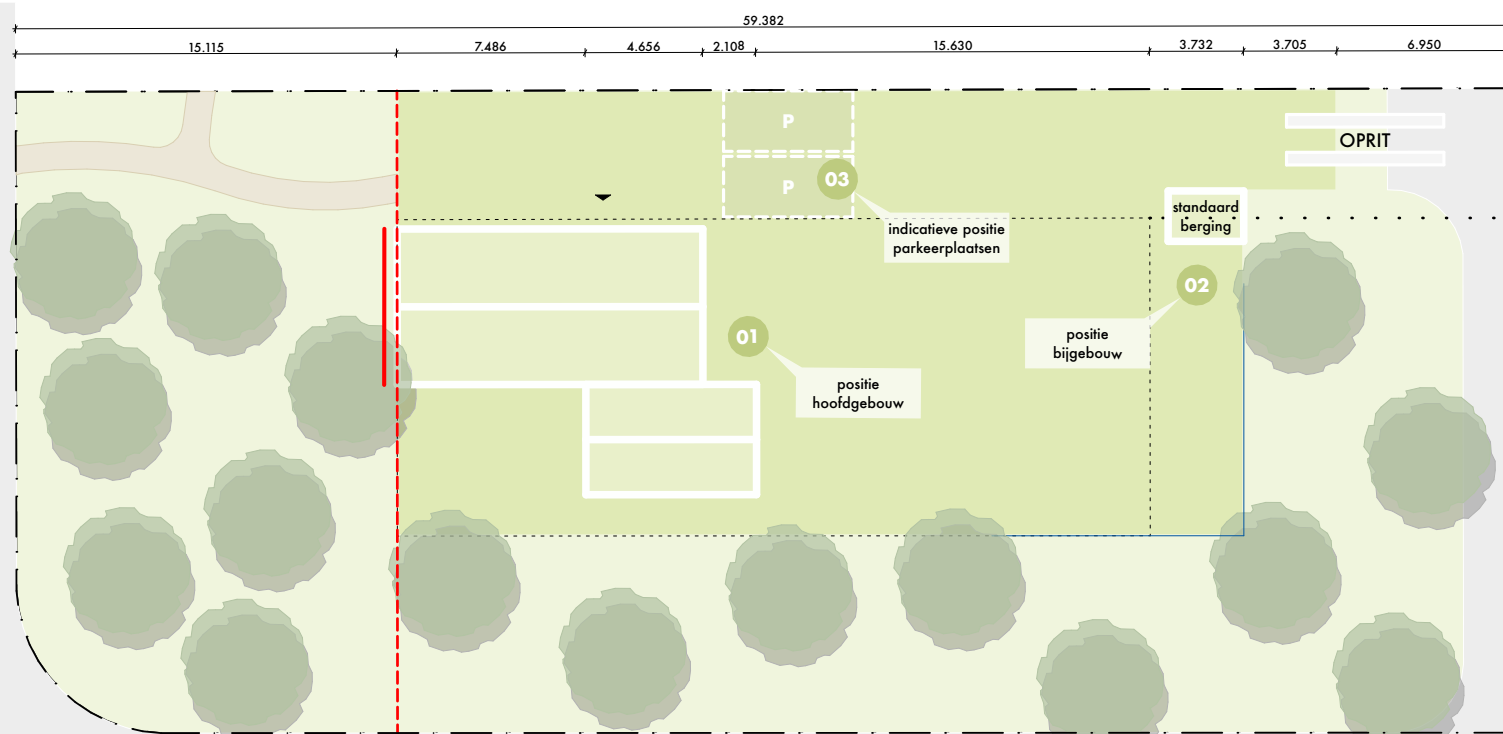 59.382
15.115 7.486 4.656 2.108 15.630 3.732 3.705 6.950
P
OPRIT
P 03
standaard
berging
indicatieve positie
parkeerplaatsen
02
01
positie
bijgebouw
positie
hoofdgebouw